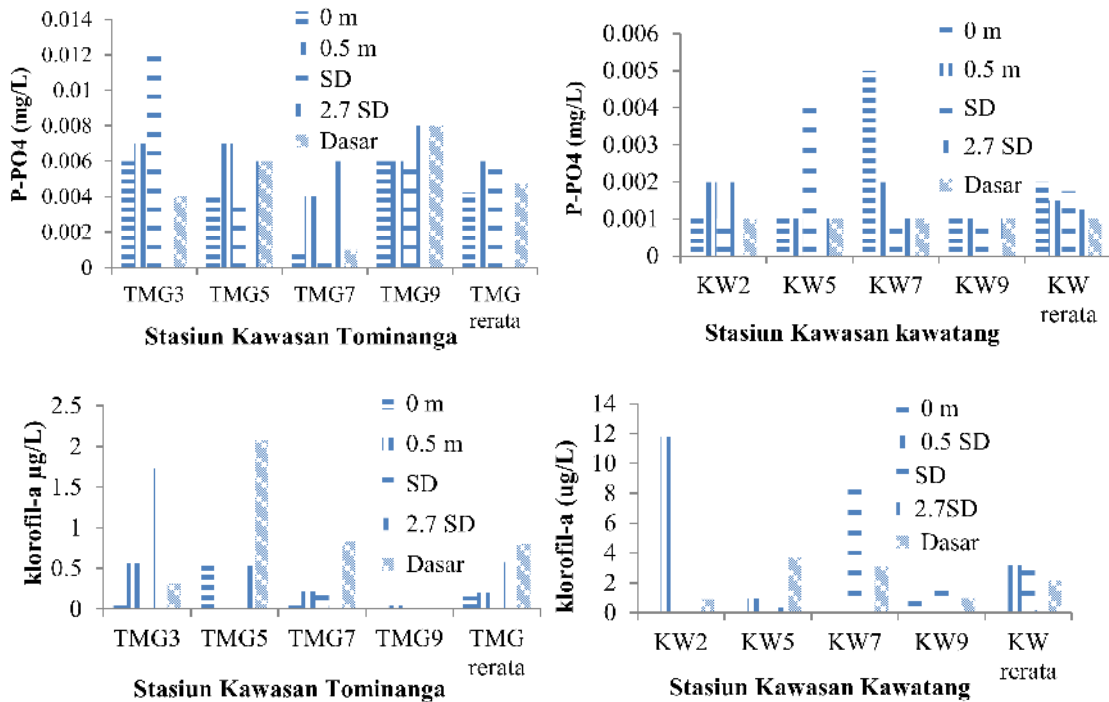 0.014
0.012
0.01
0.008
0.006
0.004
0.002
0
P-PO4 (mg/L)
0 m
0.5 m
SD
2.7 SD
Dasar
TMG3 TMG5 TMG7 TMG9 TMG
rerata
Stasiun Kawasan Tominanga
0.006
0.005
0.004
0.003
0.002
0.001
0
P-PO4 (mg/L)
0 m
0.5 m
SD
2.7 SD
Dasar
KW2 KW5 KW7 KW9 KW
rerata
Stasiun Kawasan kawatang
2.5
2
1.5
1
0.5
0
klorofil-a µg/L
0 m
0.5 m
SD
2.7 SD
Dasar
TMG3 TMG5 TMG7 TMG9 TMG
rerata
Stasiun Kawasan Tominanga
14
12
10
8
6
4
2
0
klorofil-a (ug/L)
0 m
0.5 SD
SD
2.7SD
Dasar
KW2 KW5 KW7 KW9 KW
rerata
Stasiun Kawasan Kawatang